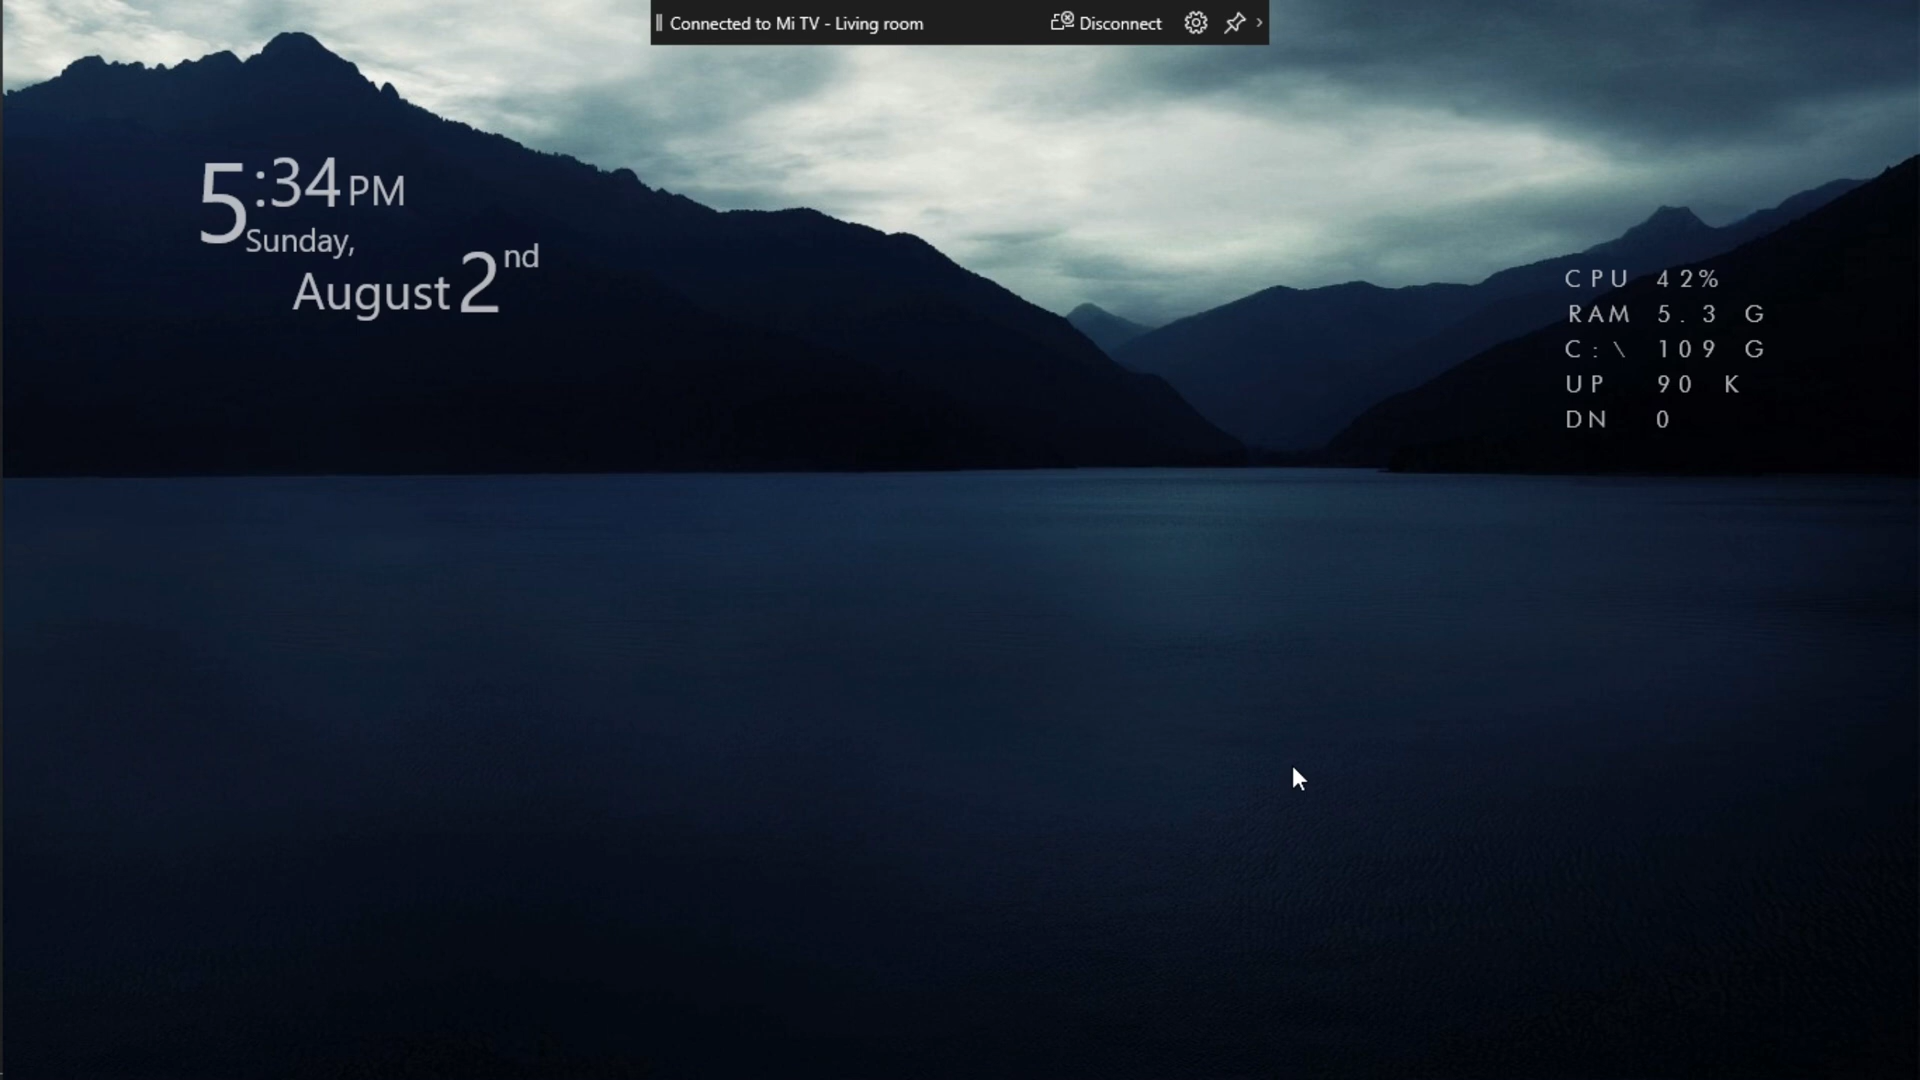 Connected to Mi TV - Living room Disconnect
5:34 PM
Sunday,
August 2nd
CPU 42%
RAM 5.3 G
C:\ 109 G
UP 90 K
DN 0